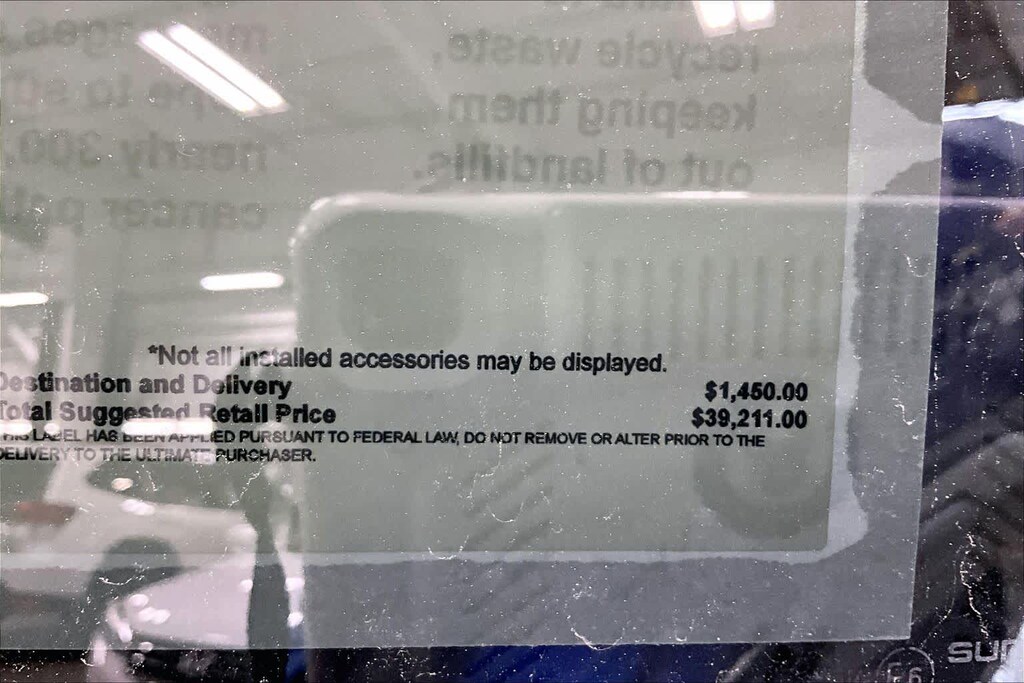 recycle waste,
keeping them
out of landfills.
nearly 300,
*Not all installed accessories may be displayed.
Destination and Delivery $1,450.00
Total Suggested Retail Price $39,211.00
THIS LABEL HAS BEEN APPLIED PURSUANT TO FEDERAL LAW, DO NOT REMOVE OR ALTER PRIOR TO THE
DELIVERY TO THE ULTIMATE PURCHASER.